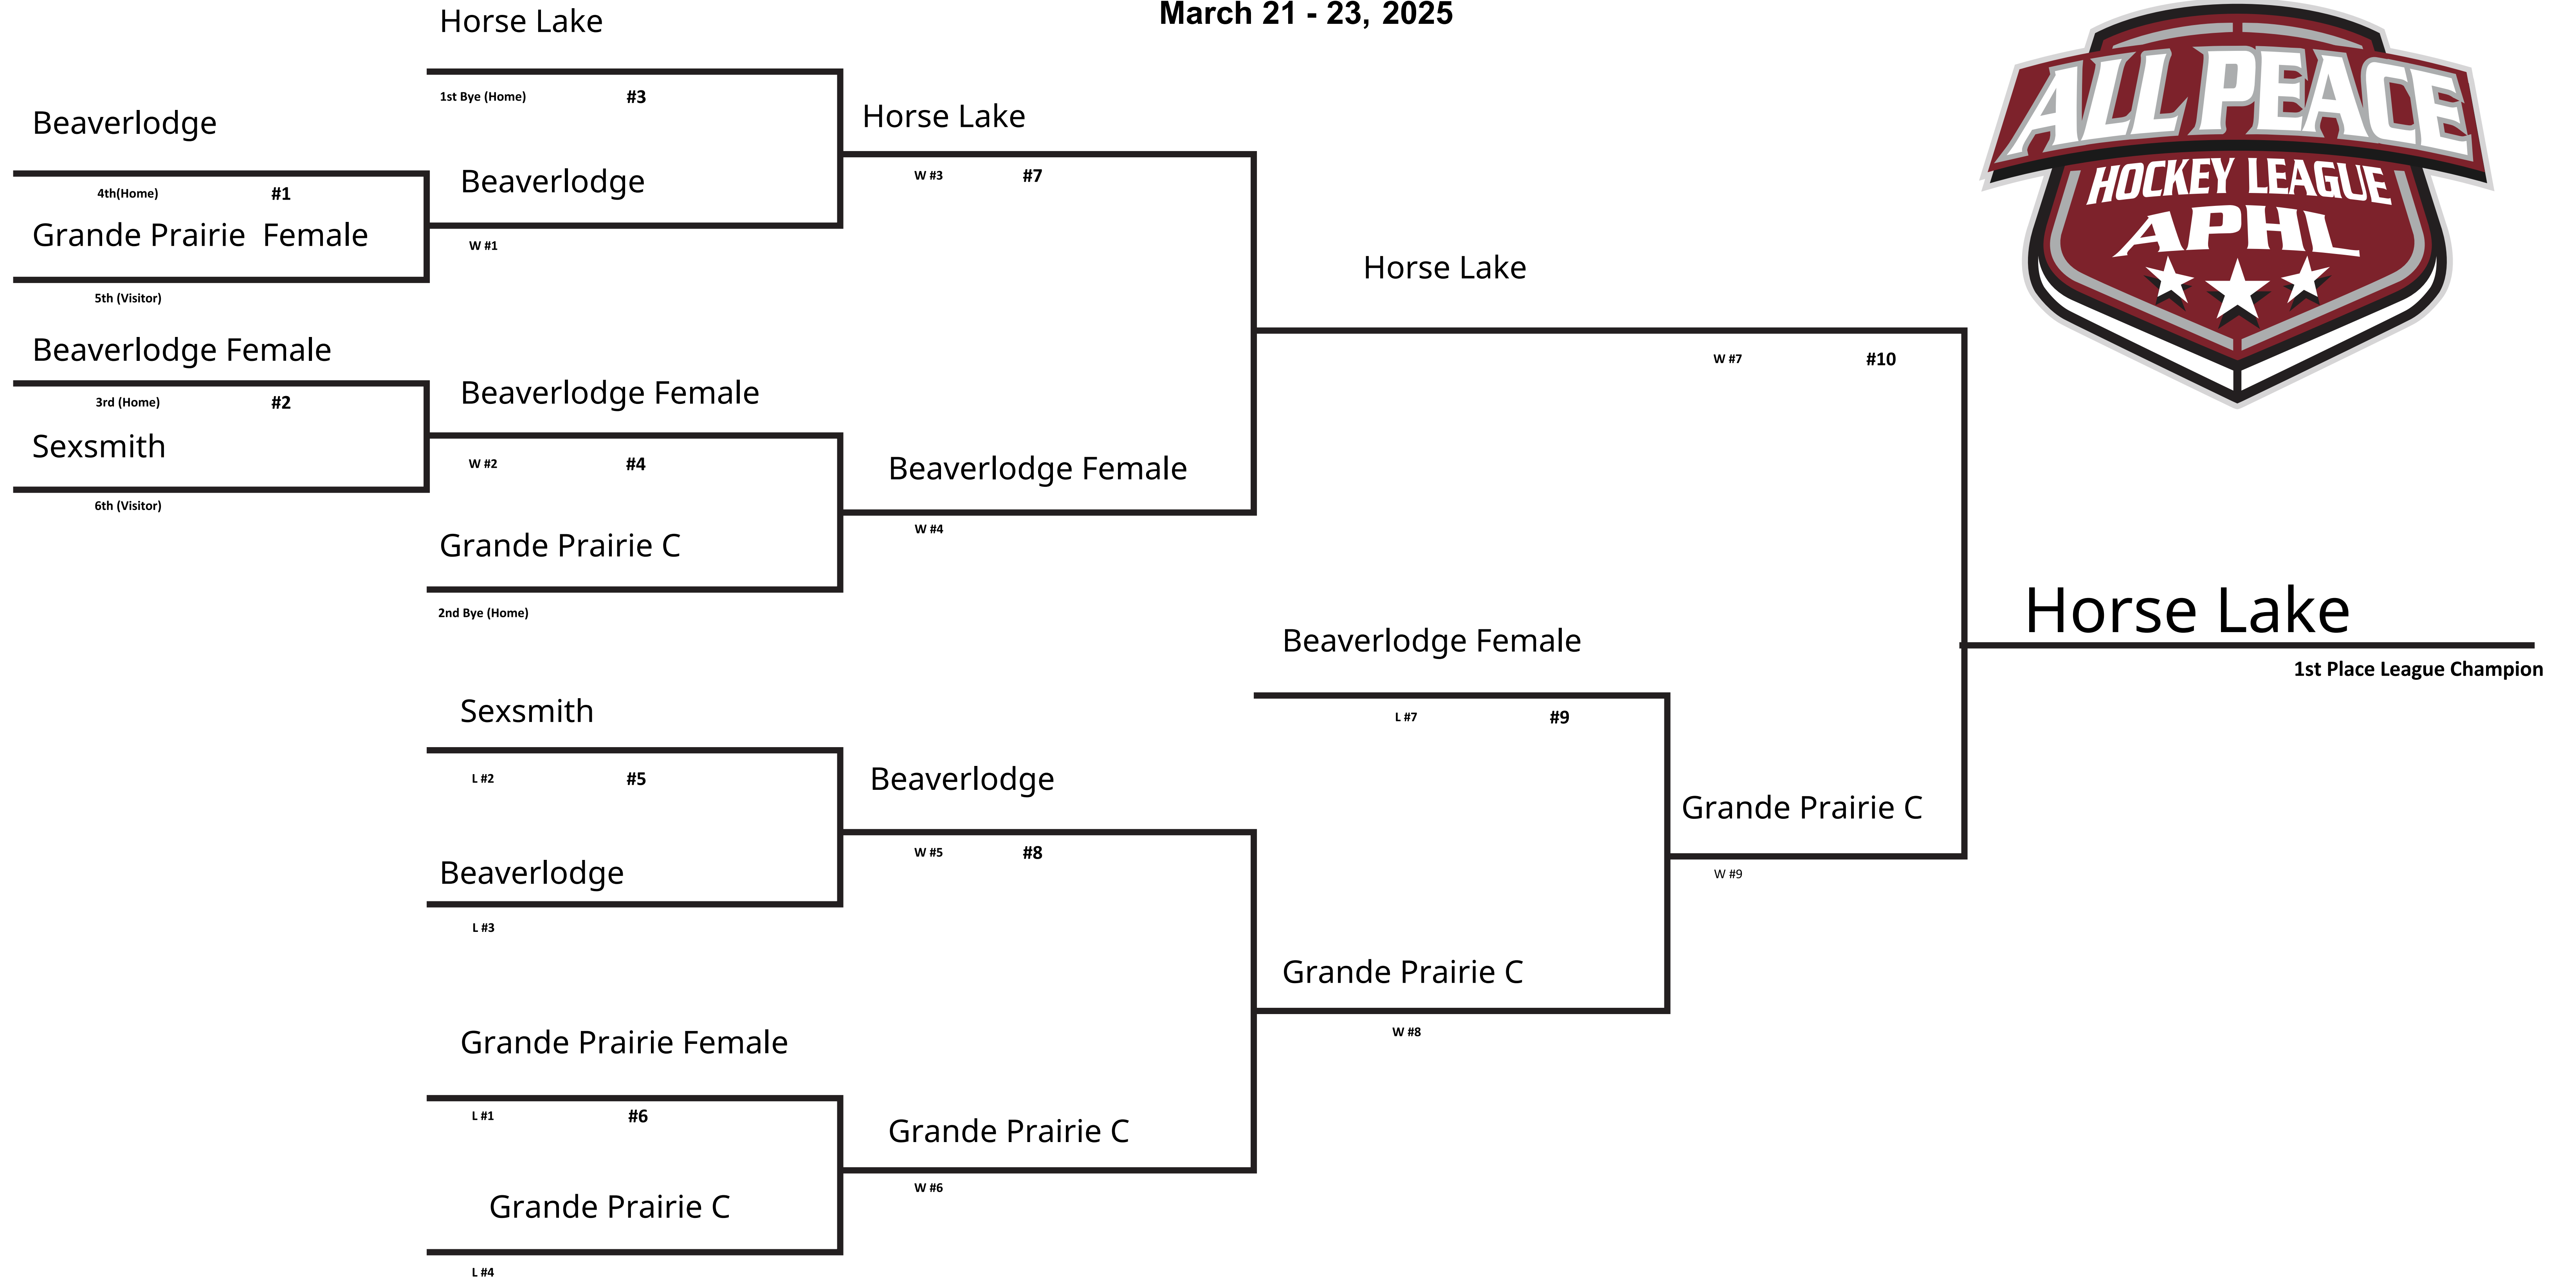 March 21 - 23, 2025
Horse Lake
1st Bye (Home) #3
Beaverlodge
W #1
Beaverlodge
4th(Home) #1
Grande Prairie  Female
5th (Visitor)
Beaverlodge Female
3rd (Home) #2
Sexsmith
6th (Visitor)
Beaverlodge Female
W #2 #4
Grande Prairie C
2nd Bye (Home)
Horse Lake
W #3 #7
Beaverlodge Female
W #4
Horse Lake
W #7 #10
Sexsmith
L #2 #5
Beaverlodge
L #3
Grande Prairie Female
L #1 #6
Grande Prairie C
L #4
Beaverlodge
W #5 #8
Grande Prairie C
W #6
Beaverlodge Female
L #7 #9
Grande Prairie C
W #8
Grande Prairie C
W #9
Horse Lake
1st Place League Champion
ALL PEACE
HOCKEY LEAGUE
APHL